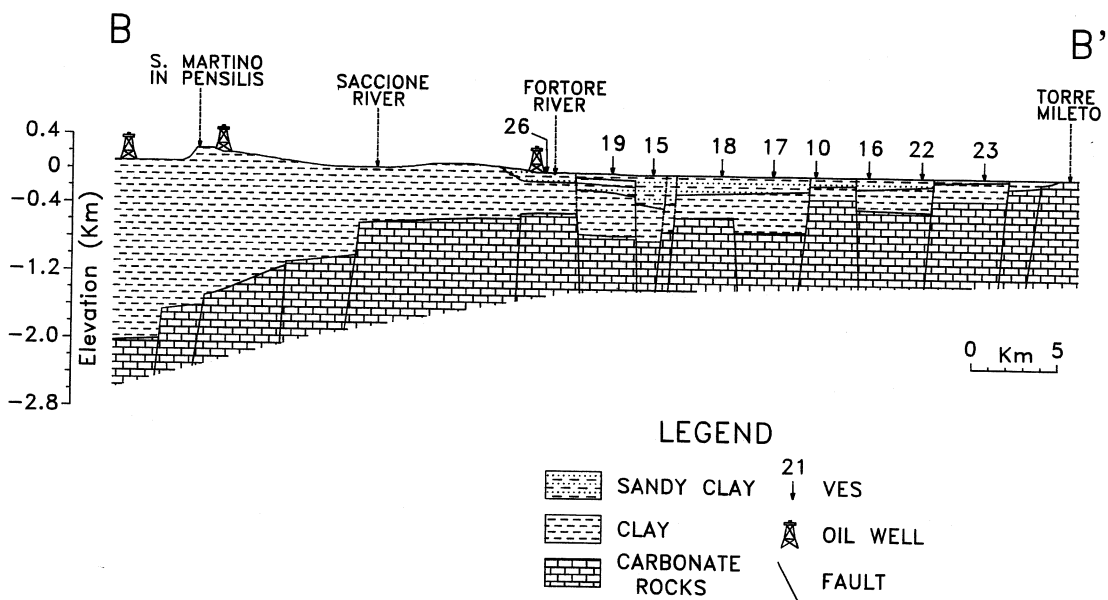 B
B'
S. MARTINO
IN PENSILIS
SACCIONE
RIVER
FORTORE
RIVER
TORRE
MILETO
26
19 15 18 17 10 16 22 23
0.4
0
-0.4
-1.2
-2.0
-2.8
Elevation (Km)
0 Km 5
LEGEND
SANDY CLAY
21
VES
CLAY
OIL WELL
CARBONATE
ROCKS
FAULT